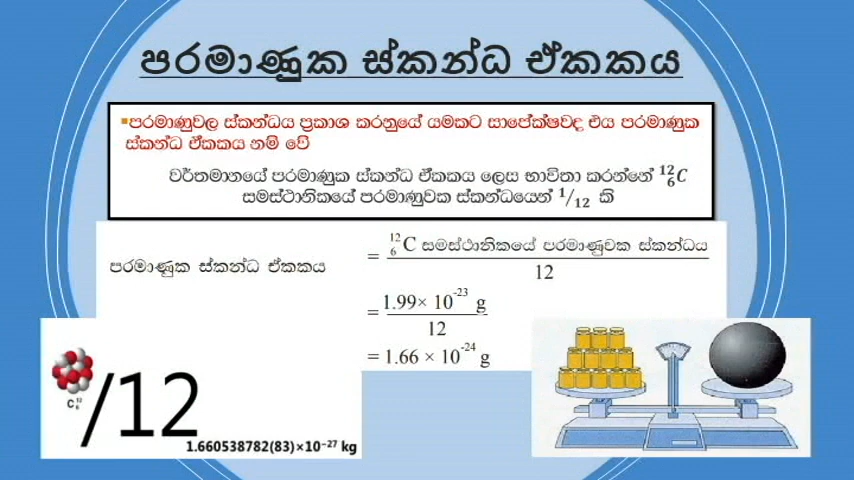 පරමාණුක ස්කන්ධ ඒකකය
▪පරමාණුවල ස්කන්ධය ප්‍රකාශ කරනුයේ යමකට සාපේක්ෂවද එය පරමාණුක
ස්කන්ධ ඒකකය නම් වේ
වර්තමානයේ පරමාණුක ස්කන්ධ ඒකකය ලෙස භාවිතා කරන්නේ ¹²₆C
සමස්ථානිකයේ පරමාණුවක ස්කන්ධයෙන් ¹/₁₂ කි
පරමාණුක ස්කන්ධ ඒකකය = ¹²₆C සමස්ථානිකයේ පරමාණුවක ස්කන්ධය
12
= 1.99× 10⁻²³ g
12
= 1.66 × 10⁻²⁴ g
C ¹²₆
/12
1.660538782(83)×10⁻²⁷ kg